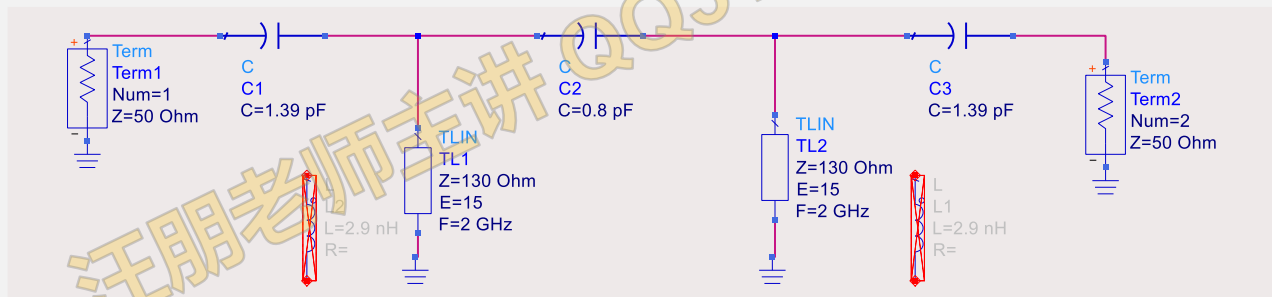 Term
Term1
Num=1
Z=50 Ohm
C
C1
C=1.39 pF
C
C2
C=0.8 pF
C
C3
C=1.39 pF
Term
Term2
Num=2
Z=50 Ohm
TLIN
TL1
Z=130 Ohm
E=15
F=2 GHz
TLIN
TL2
Z=130 Ohm
E=15
F=2 GHz
L
L2
L=2.9 nH
R=
L
L1
L=2.9 nH
R=
汪朋老师主讲 QQ